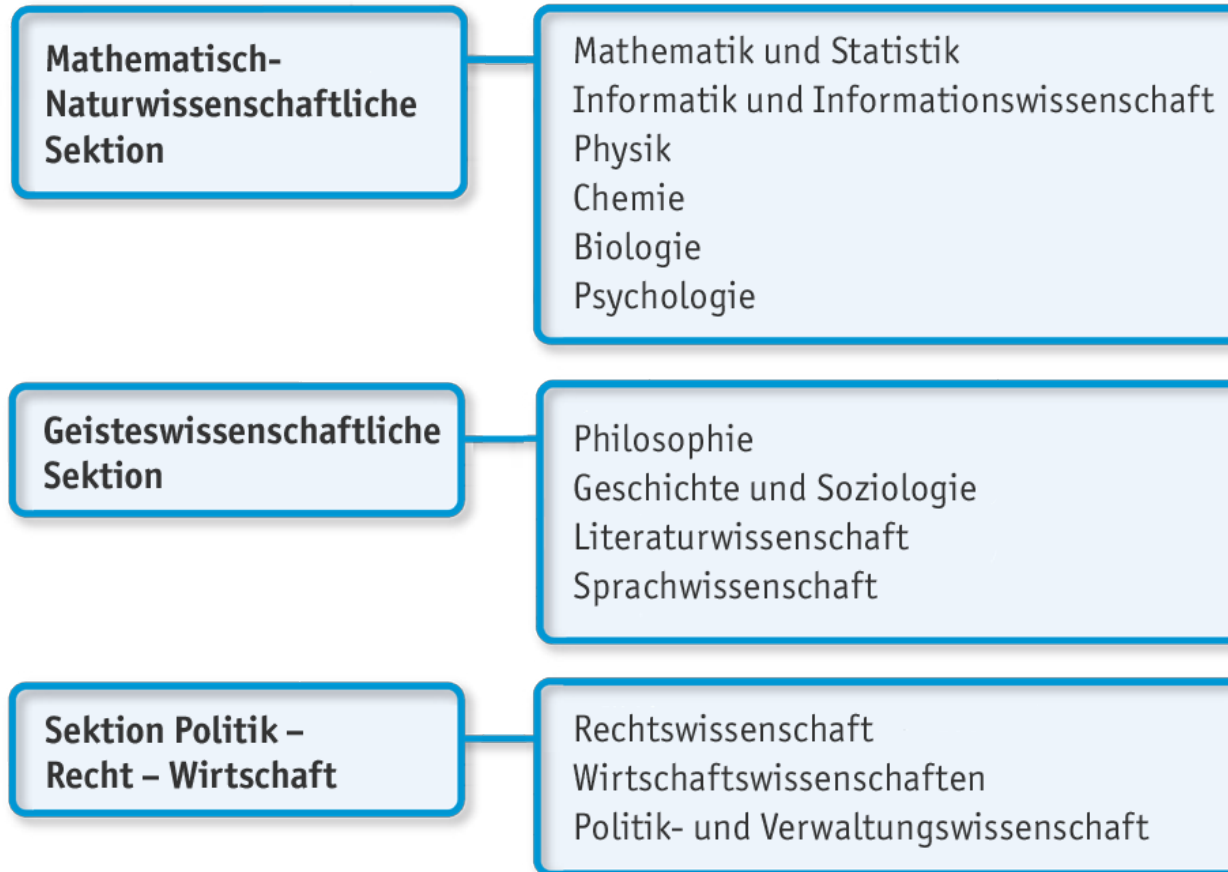 Mathematisch-
Naturwissenschaftliche
Sektion
Mathematik und Statistik
Informatik und Informationswissenschaft
Physik
Chemie
Biologie
Psychologie
Geisteswissenschaftliche
Sektion
Philosophie
Geschichte und Soziologie
Literaturwissenschaft
Sprachwissenschaft
Sektion Politik –
Recht – Wirtschaft
Rechtswissenschaft
Wirtschaftswissenschaften
Politik- und Verwaltungswissenschaft